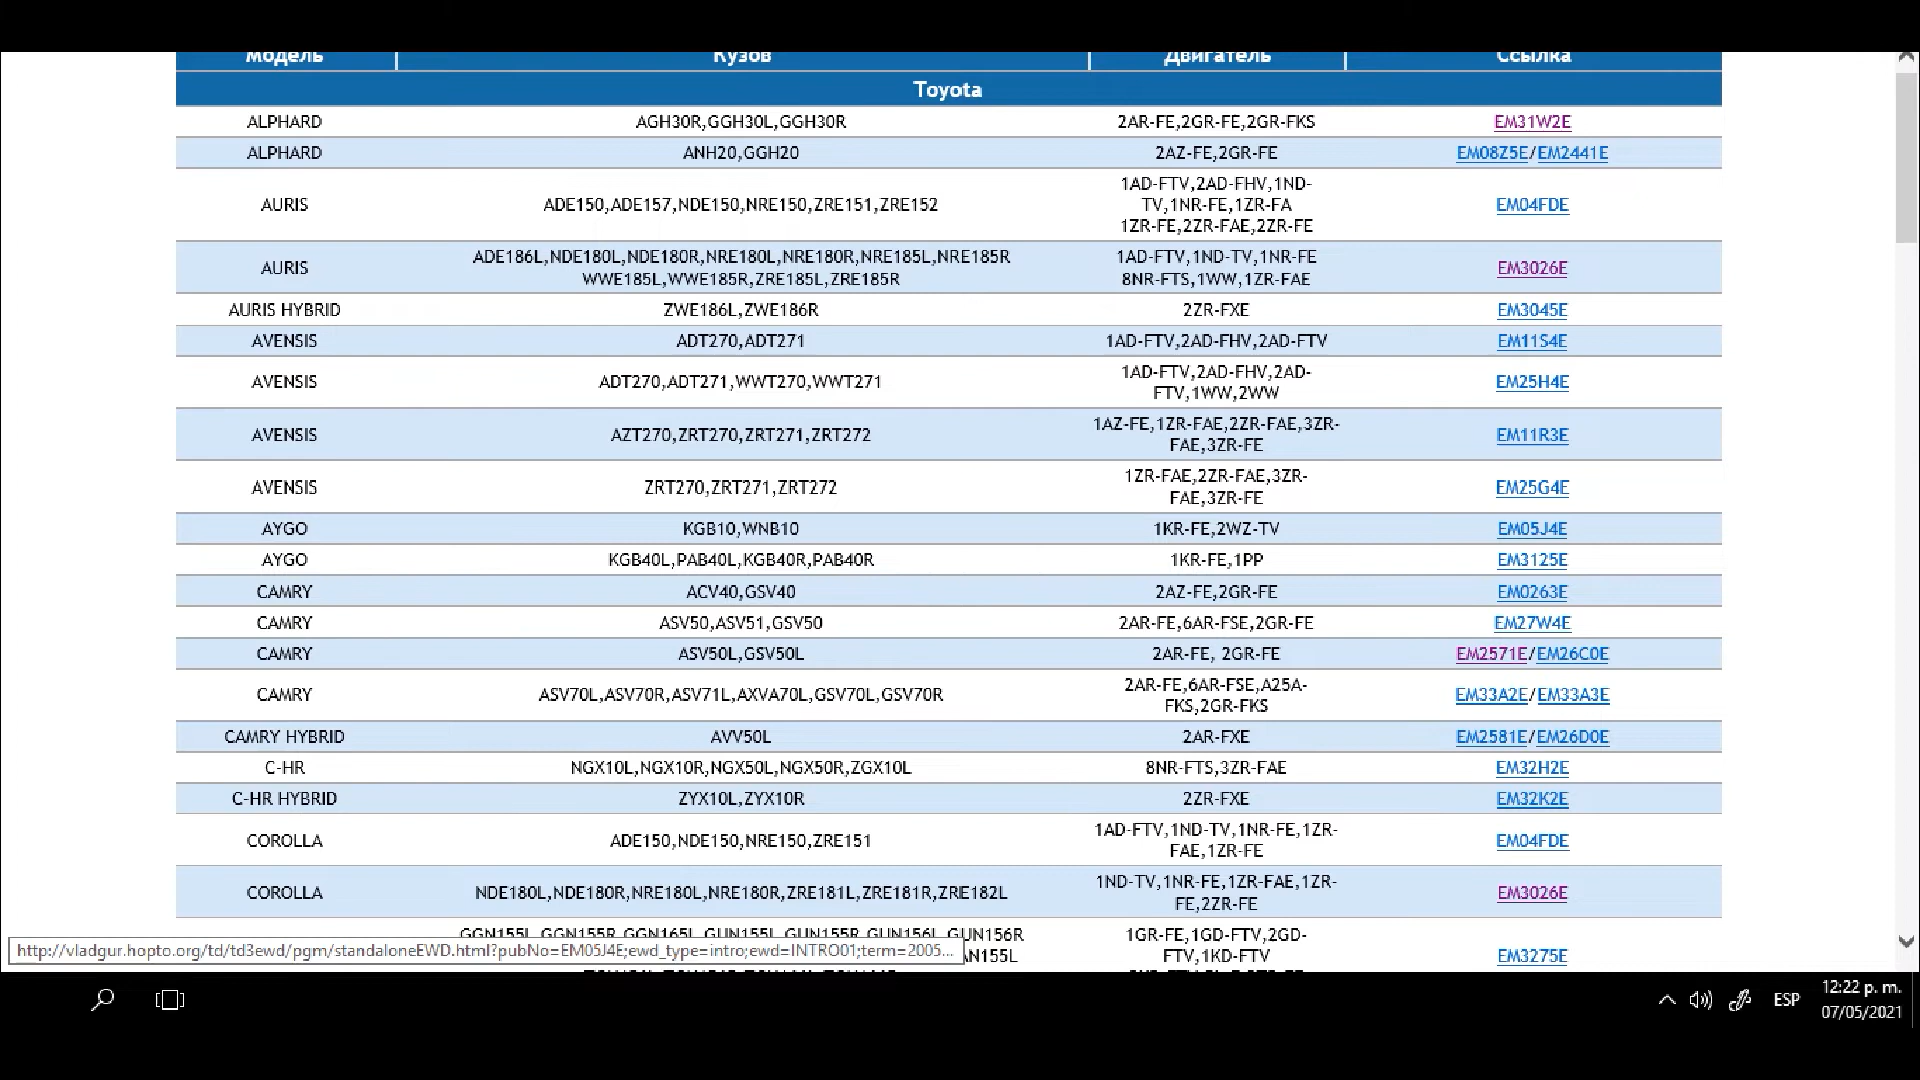 Модель Кузов Двигатель Ссылка
Toyota
ALPHARD AGH30R,GGH30L,GGH30R 2AR-FE,2GR-FE,2GR-FKS EM31W2E
ALPHARD ANH20,GGH20 2AZ-FE,2GR-FE EM08Z5E/EM2441E
AURIS ADE150,ADE157,NDE150,NRE150,ZRE151,ZRE152 1AD-FTV,2AD-FHV,1ND-
TV,1NR-FE,1ZR-FA
1ZR-FE,2ZR-FAE,2ZR-FE EM04FDE
AURIS ADE186L,NDE180L,NDE180R,NRE180L,NRE180R,NRE185L,NRE185R
WWE185L,WWE185R,ZRE185L,ZRE185R 1AD-FTV,1ND-TV,1NR-FE
8NR-FTS,1WW,1ZR-FAE EM3026E
AURIS HYBRID ZWE186L,ZWE186R 2ZR-FXE EM3045E
AVENSIS ADT270,ADT271 1AD-FTV,2AD-FHV,2AD-FTV EM11S4E
AVENSIS ADT270,ADT271,WWT270,WWT271 1AD-FTV,2AD-FHV,2AD-
FTV,1WW,2WW EM25H4E
AVENSIS AZT270,ZRT270,ZRT271,ZRT272 1AZ-FE,1ZR-FAE,2ZR-FAE,3ZR-
FAE,3ZR-FE EM11R3E
AVENSIS ZRT270,ZRT271,ZRT272 1ZR-FAE,2ZR-FAE,3ZR-
FAE,3ZR-FE EM25G4E
AYGO KGB10,WNB10 1KR-FE,2WZ-TV EM05J4E
AYGO KGB40L,PAB40L,KGB40R,PAB40R 1KR-FE,1PP EM3125E
CAMRY ACV40,GSV40 2AZ-FE,2GR-FE EM0263E
CAMRY ASV50,ASV51,GSV50 2AR-FE,6AR-FSE,2GR-FE EM27W4E
CAMRY ASV50L,GSV50L 2AR-FE, 2GR-FE EM2571E/EM26C0E
CAMRY ASV70L,ASV70R,ASV71L,AXVA70L,GSV70L,GSV70R 2AR-FE,6AR-FSE,A25A-
FKS,2GR-FKS EM33A2E/EM33A3E
CAMRY HYBRID AVV50L 2AR-FXE EM2581E/EM26D0E
C-HR NGX10L,NGX10R,NGX50L,NGX50R,ZGX10L 8NR-FTS,3ZR-FAE EM32H2E
C-HR HYBRID ZYX10L,ZYX10R 2ZR-FXE EM32K2E
COROLLA ADE150,NDE150,NRE150,ZRE151 1AD-FTV,1ND-TV,1NR-FE,1ZR-
FAE,1ZR-FE EM04FDE
COROLLA NDE180L,NDE180R,NRE180L,NRE180R,ZRE181L,ZRE181R,ZRE182L 1ND-TV,1NR-FE,1ZR-FAE,1ZR-
FE,2ZR-FE EM3026E
GGN155L,GGN155R,GGN165L,GUN155L,GUN155R,GUN156L,GUN156R 1GR-FE,1GD-FTV,2GD-
AN155L FTV,1KD-FTV EM3275E
http://vladgur.hopto.org/td/td3ewd/pgm/standaloneEWD.html?pubNo=EM05J4E;ewd_type=intro;ewd=INTRO01;term=2005...
ESP 12:22 p. m.
07/05/2021